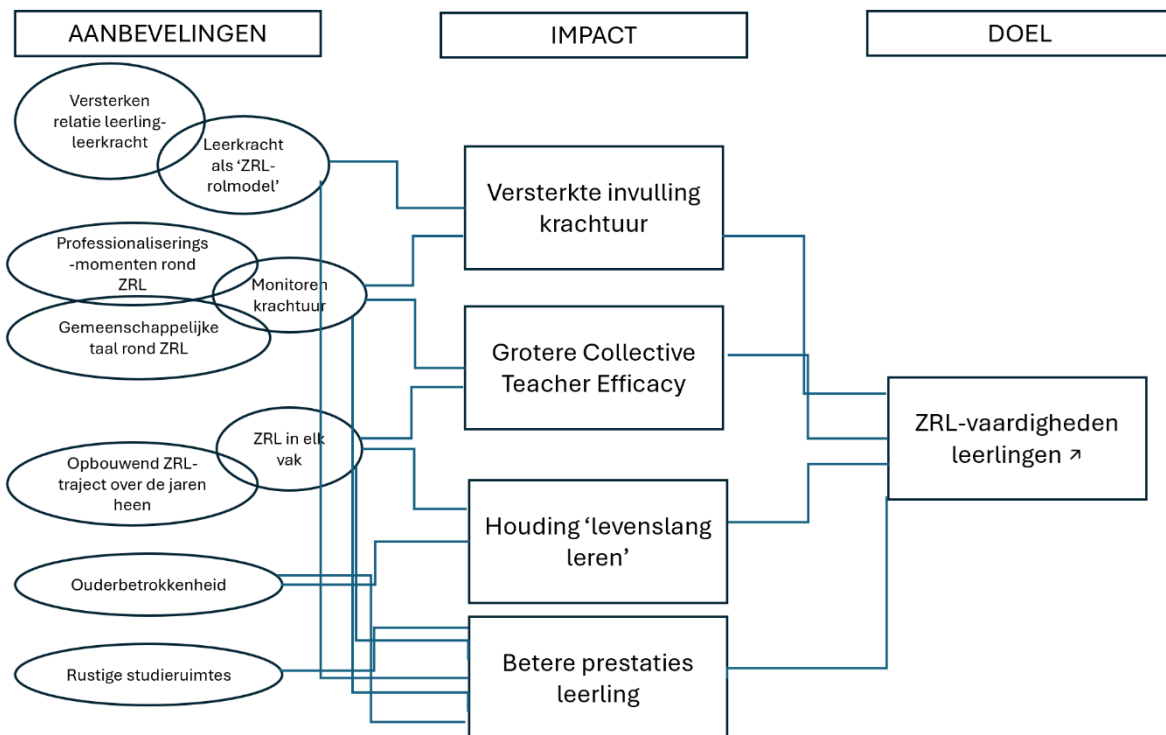 AANBEVELINGEN
IMPACT
DOEL
Versterken
relatie leerling-
leerkracht
Leerkracht
als ‘ZRL-
rolmodel’
Professionaliserings
-momenten rond
ZRL
Monitoren
krachtuur
Gemeenschappelijke
taal rond ZRL
ZRL in elk
vak
Opbouwend ZRL-
traject over de jaren
heen
Ouderbetrokkenheid
Rustige studieruimtes
Versterkte invulling
krachtuur
Grotere Collective
Teacher Efficacy
Houding ‘levenslang
leren’
Betere prestaties
leerling
ZRL-vaardigheden
leerlingen ↗